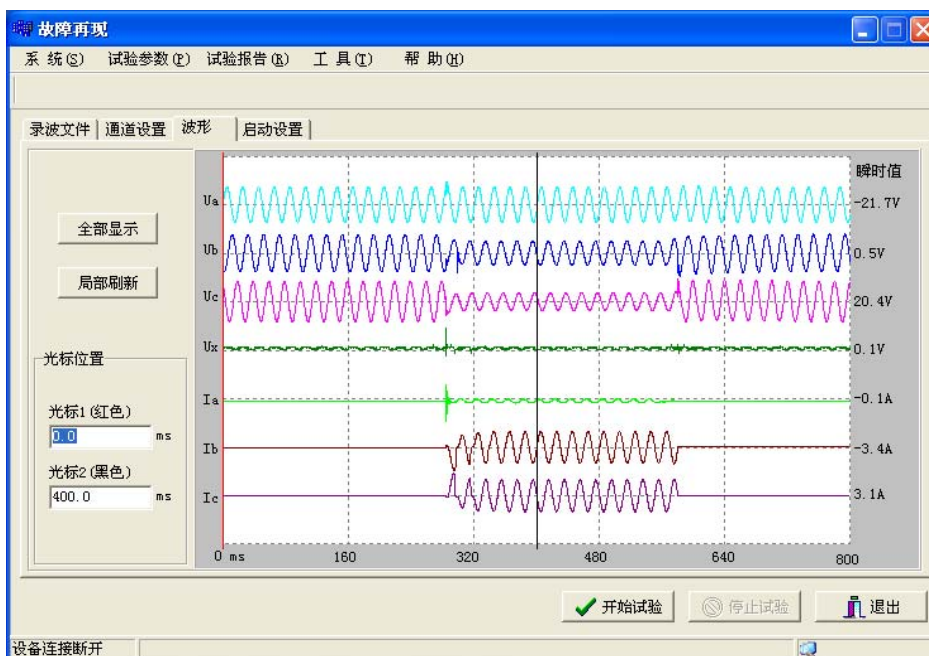 故障再现
系 统(S) 试验参数(P) 试验报告(R) 工 具(T) 帮 助(H)
录波文件 通道设置 波形 启动设置
瞬时值
全部显示
局部刷新
光标位置
光标1(红色)
0.0 ms
光标2(黑色)
400.0 ms
Ua -21.7V
Ub 0.5V
Uc 20.4V
Ux 0.1V
Ia -0.1A
Ib -3.4A
Ic 3.1A
0 ms 160 320 480 640 800
开始试验 停止试验 退出
设备连接断开